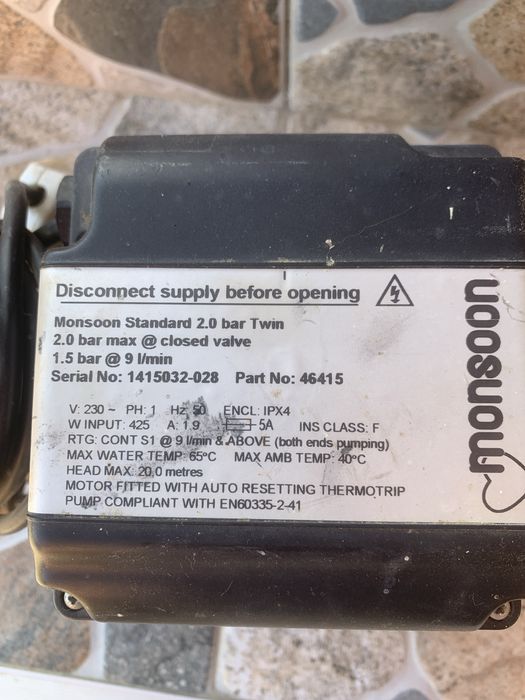 Disconnect supply before opening
Monsoon Standard 2.0 bar Twin
2.0 bar max @ closed valve
1.5 bar @ 9 l/min
Serial No: 1415032-028 Part No: 46415
V: 230 ~ PH: 1 Hz: 50 ENCL: IPX4
W INPUT: 425 A: 1.9 5A INS CLASS: F
RTG: CONT S1 @ 9 l/min & ABOVE (both ends pumping)
MAX WATER TEMP: 65°C MAX AMB TEMP: 40°C
HEAD MAX: 20.0 metres
MOTOR FITTED WITH AUTO RESETTING THERMOTRIP
PUMP COMPLIANT WITH EN60335-2-41
monsoon